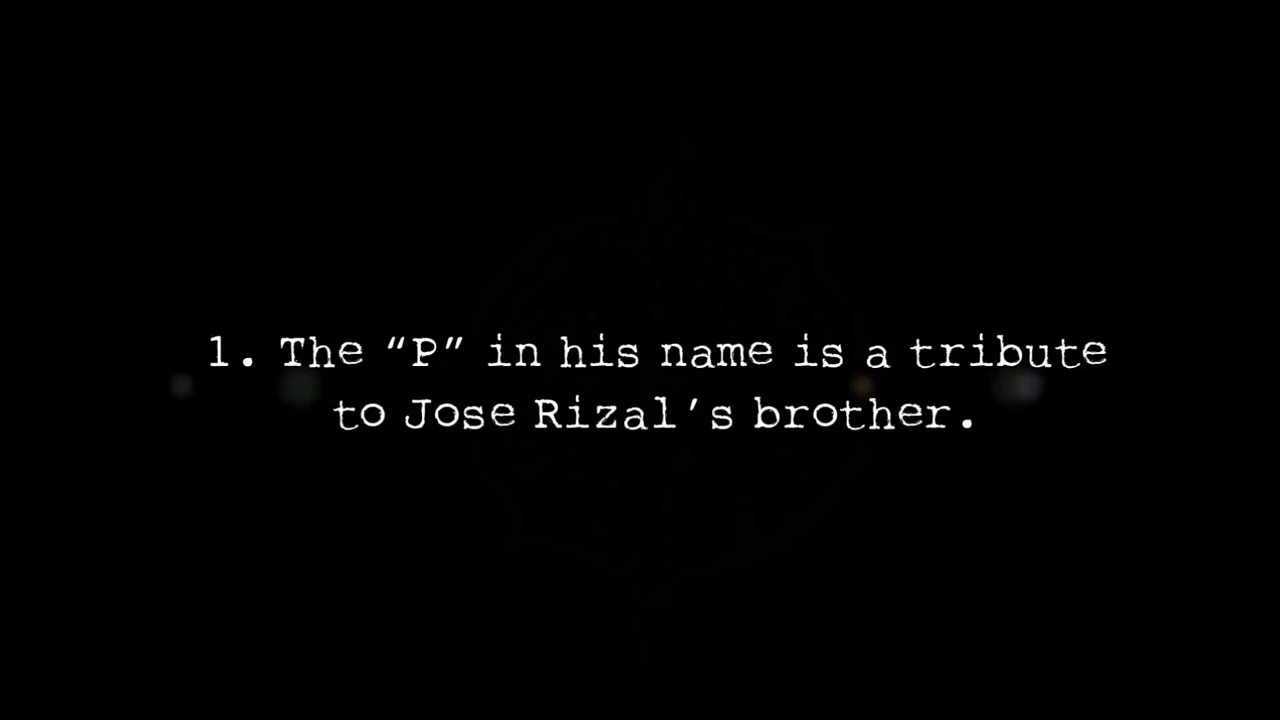 1. The “P” in his name is a tribute
to Jose Rizal’s brother.